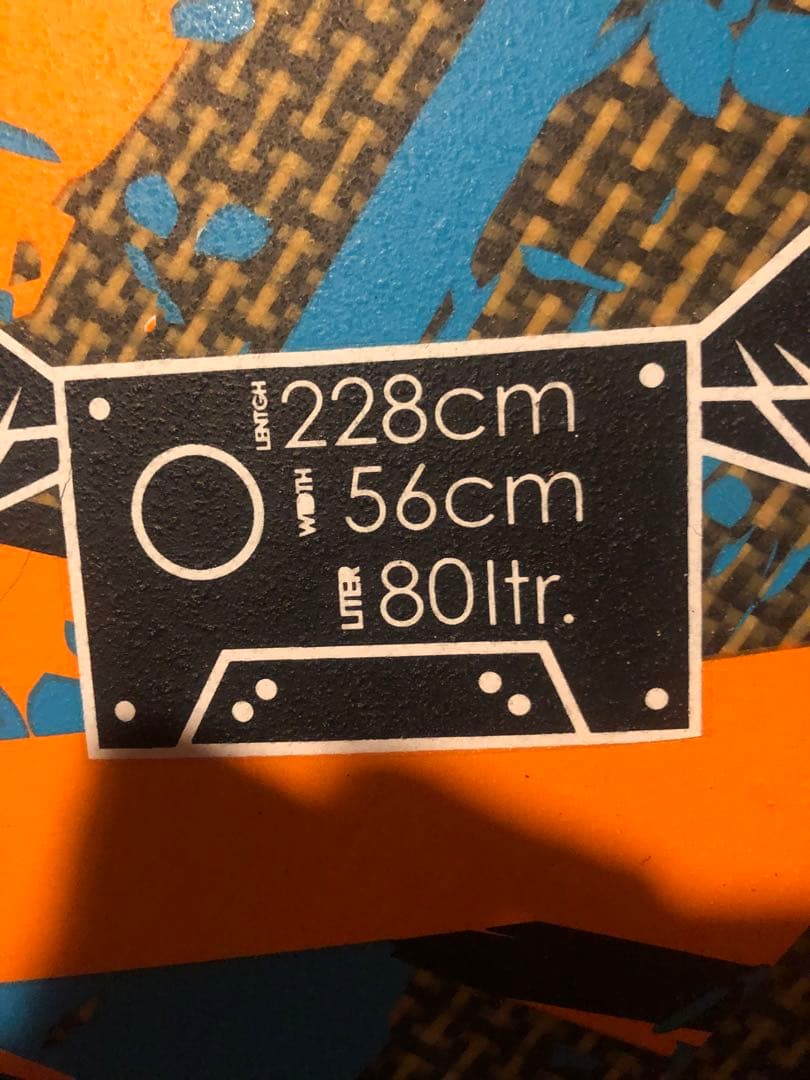 LENTGH 228cm
WIDTH 56cm
LITER 80ltr.